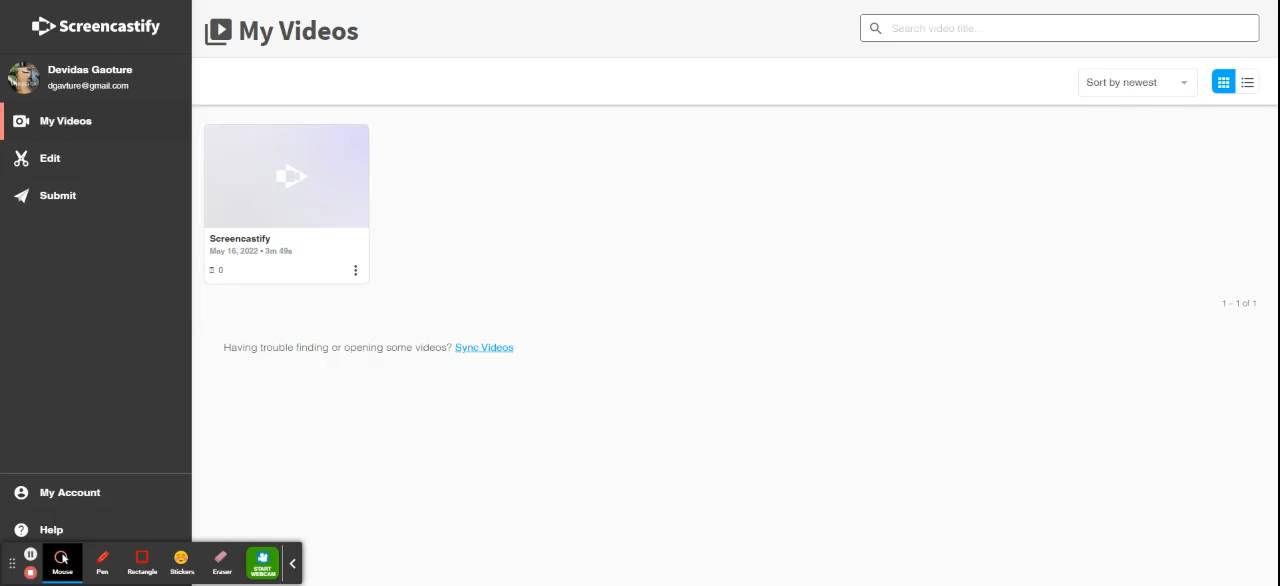 Screencastify
My Videos
Search video title...
Devidas Gaoture
dgavture@gmail.com
Sort by newest
My Videos
Edit
Submit
Screencastify
May 16, 2022 • 3m 49s
0
1 – 1 of 1
Having trouble finding or opening some videos? Sync Videos
My Account
Help
Mouse
Pen
Rectangle
Stickers
Eraser
START
WEBCAM